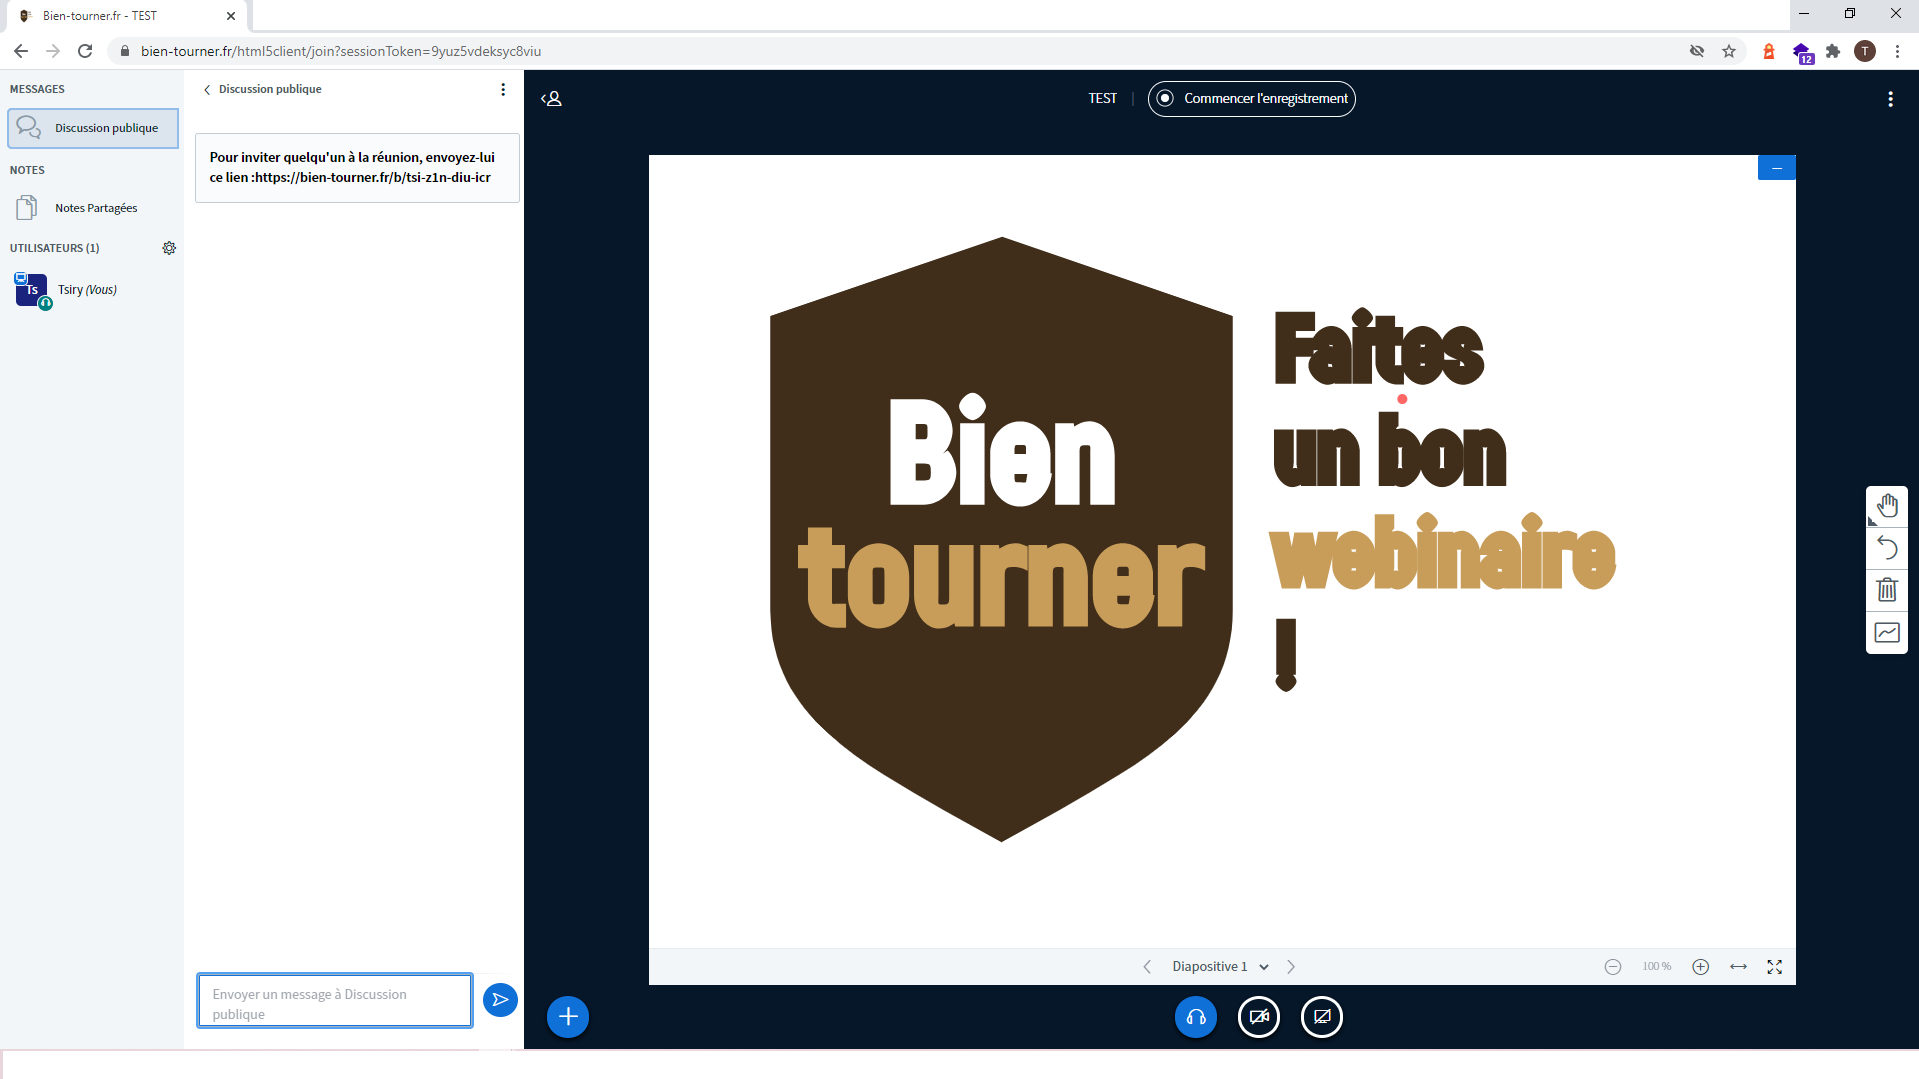 Bien-tourner.fr - TEST
bien-tourner.fr/html5client/join?sessionToken=9yuz5vdeksyc8viu
12
T
MESSAGES
Discussion publique
NOTES
Notes Partagées
UTILISATEURS (1)
Ts
Tsiry (Vous)
Discussion publique
Pour inviter quelqu'un à la réunion, envoyez-lui
ce lien :https://bien-tourner.fr/b/tsi-z1n-diu-icr
Envoyer un message à Discussion
publique
TEST
Commencer l'enregistrement
Bien
tourner
Faites
un bon
webinaire
!
Diapositive 1
100 %